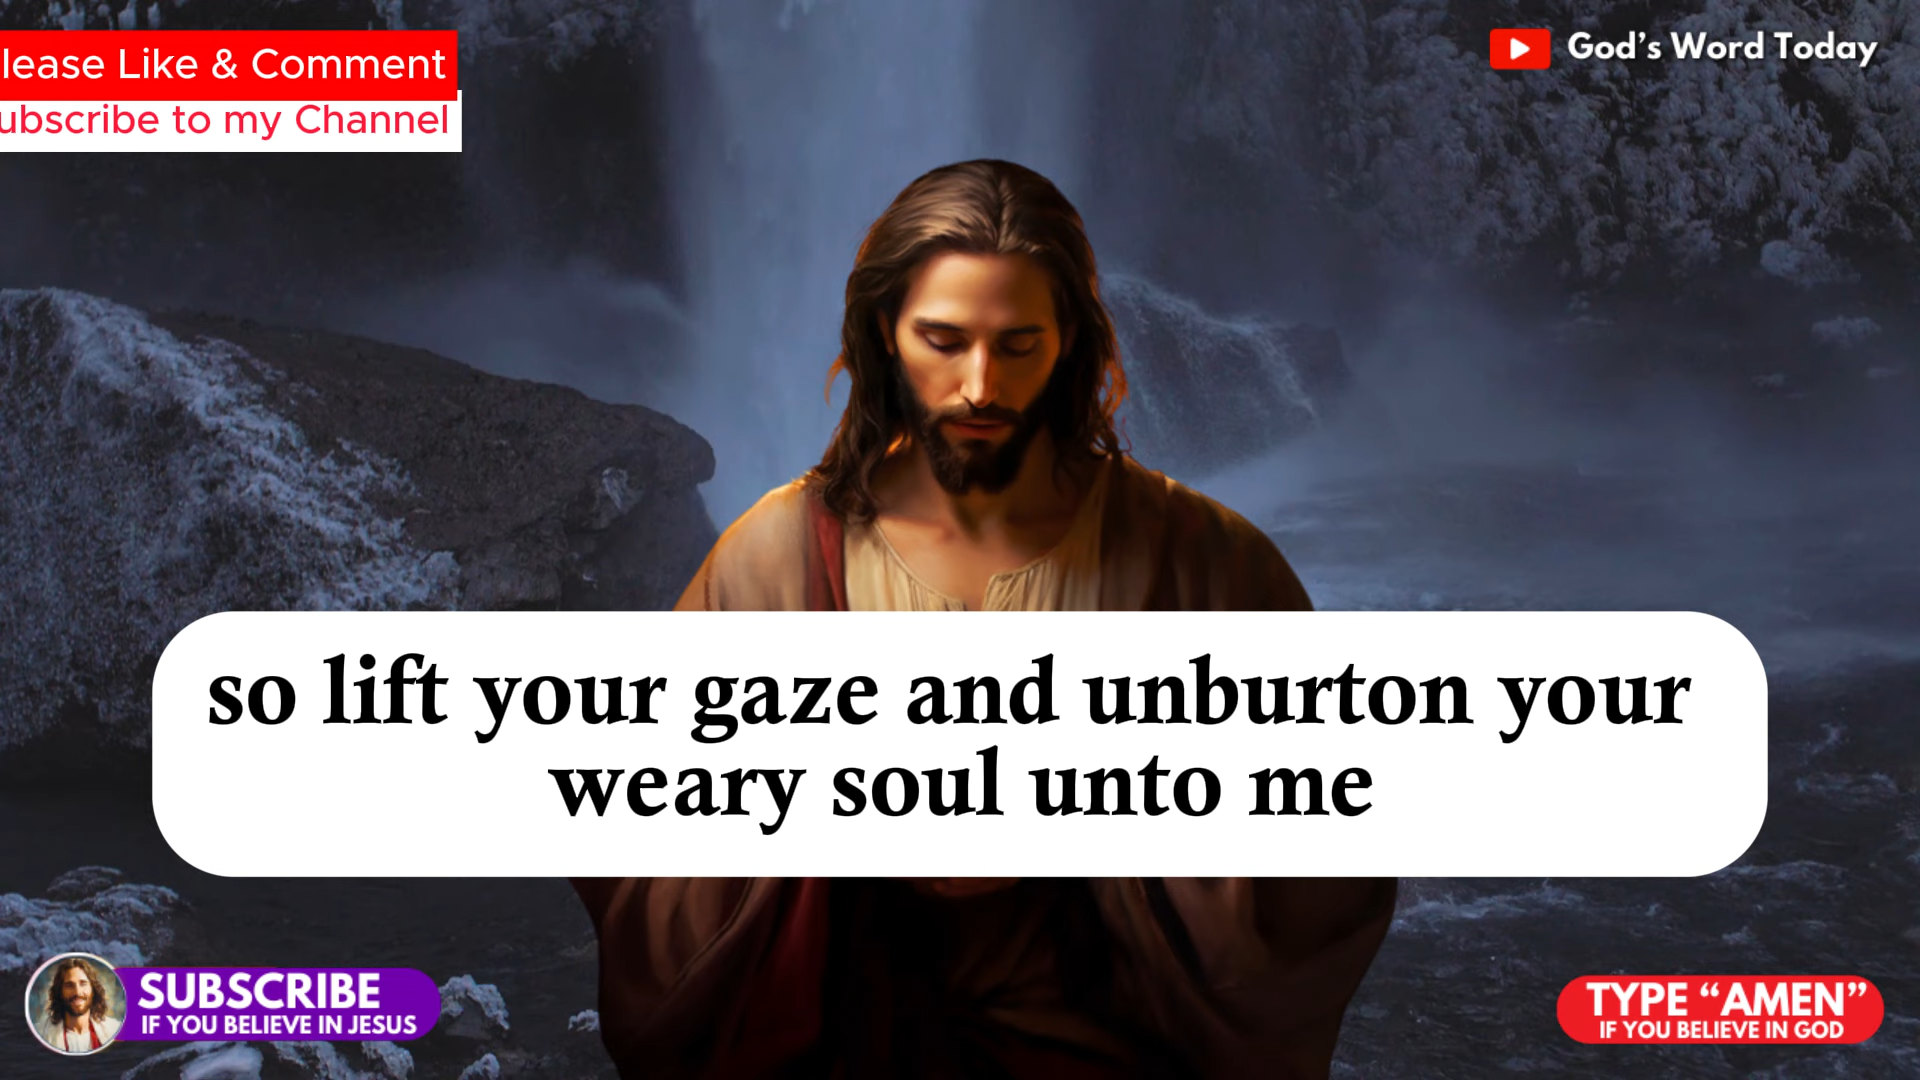 lease Like & Comment
ubscribe to my Channel
God's Word Today
so lift your gaze and unburton your
weary soul unto me
SUBSCRIBE
IF YOU BELIEVE IN JESUS
TYPE “AMEN”
IF YOU BELIEVE IN GOD